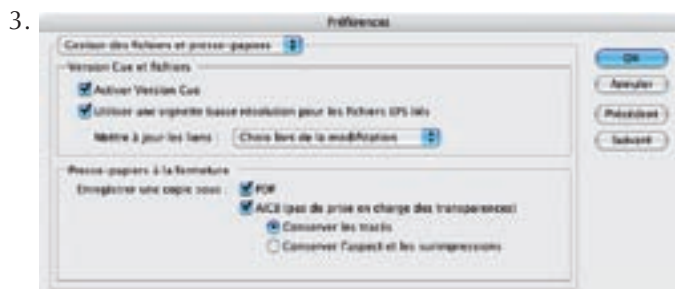 3.
Préférences
Gestion des fichiers et presse-papiers
Version Cue et fichiers
Activer Version Cue
Utiliser une vignette basse résolution pour les fichiers EPS liés
Mettre à jour les liens : Choix lors de la modification
Presse-papiers à la fermeture
Enregistrer une copie sous : PDF
AICB (pas de prise en charge des transparences)
Conserver les tracés
Conserver l'aspect et les surimpressions
OK
Annuler
Précédent
Suivant